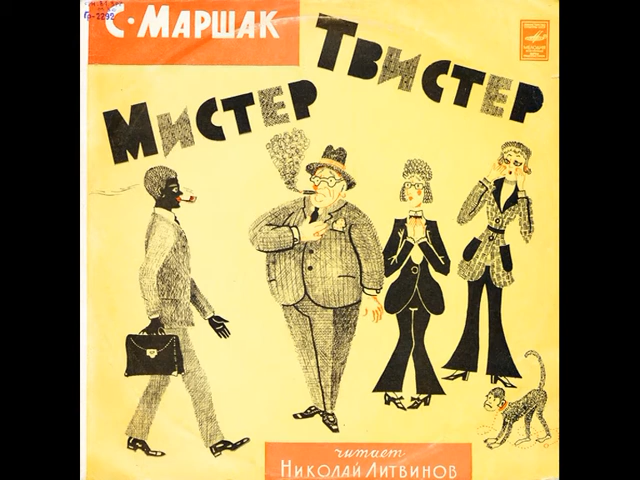 С. МАРШАК
МИСТЕР
ТВИСТЕР
читает
НИКОЛАЙ ЛИТВИНОВ